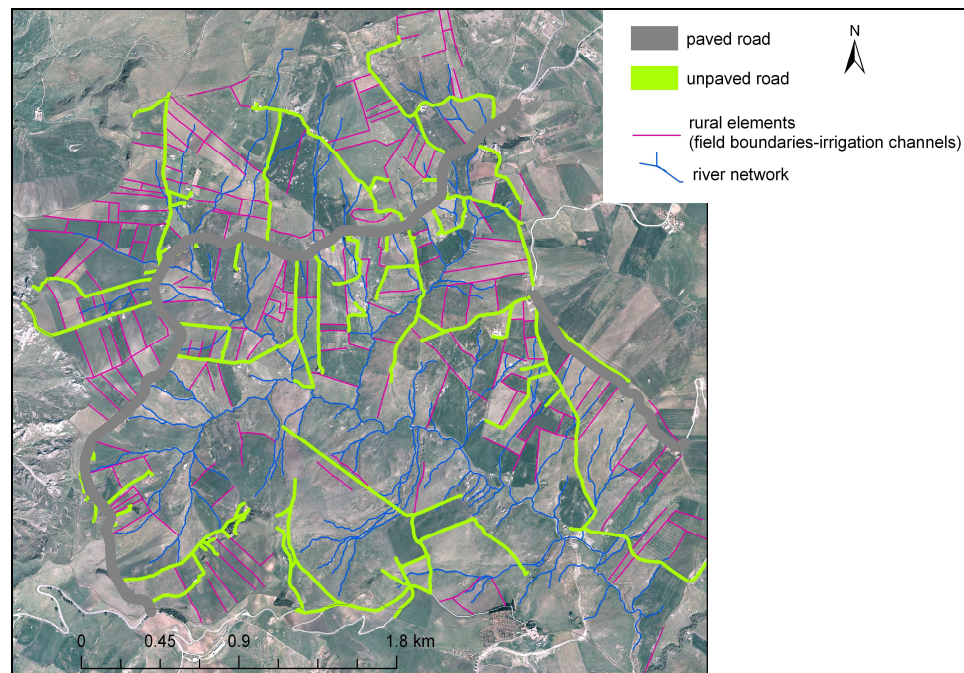 paved road
N
unpaved road
rural elements
(field boundaries-irrigation channels)
river network
0 0.45 0.9 1.8 km